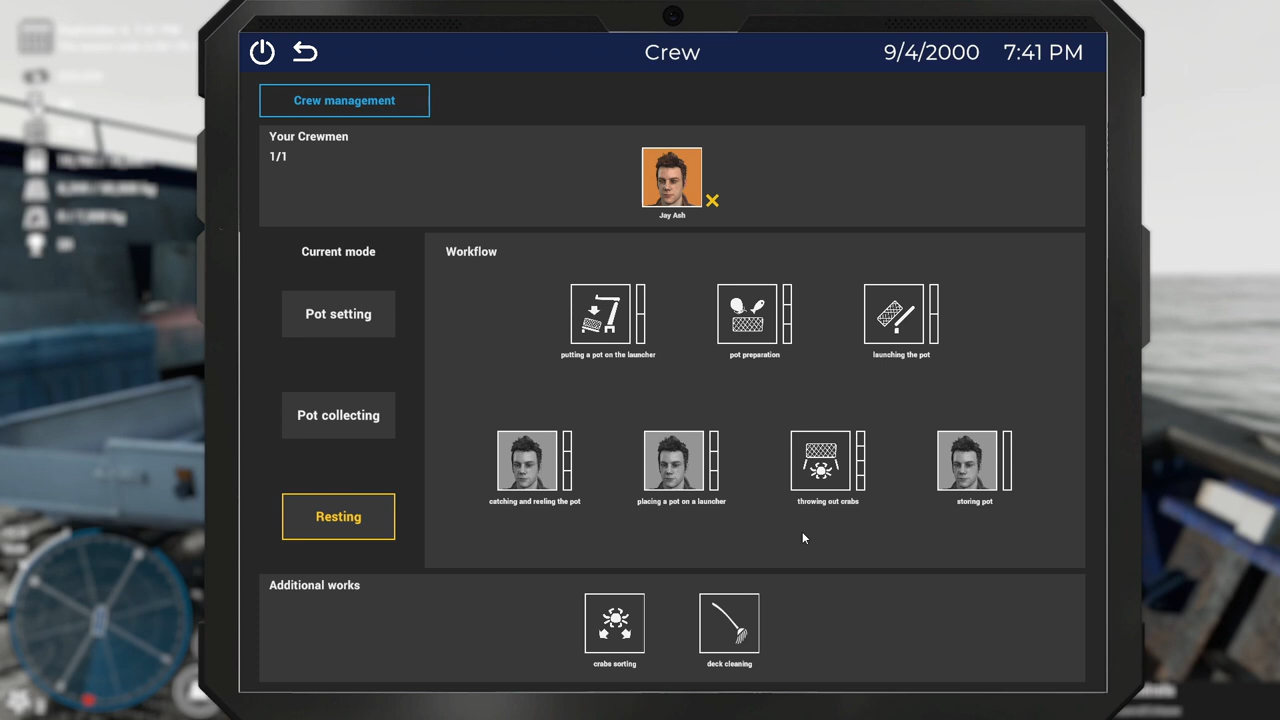 Crew
9/4/2000 7:41 PM
Crew management
Your Crewmen
1/1
Jay Ash
Current mode
Workflow
Pot setting
putting a pot on the launcher
pot preparation
launching the pot
Pot collecting
catching and reeling the pot
placing a pot on a launcher
throwing out crabs
storing pot
Resting
Additional works
crabs sorting
deck cleaning